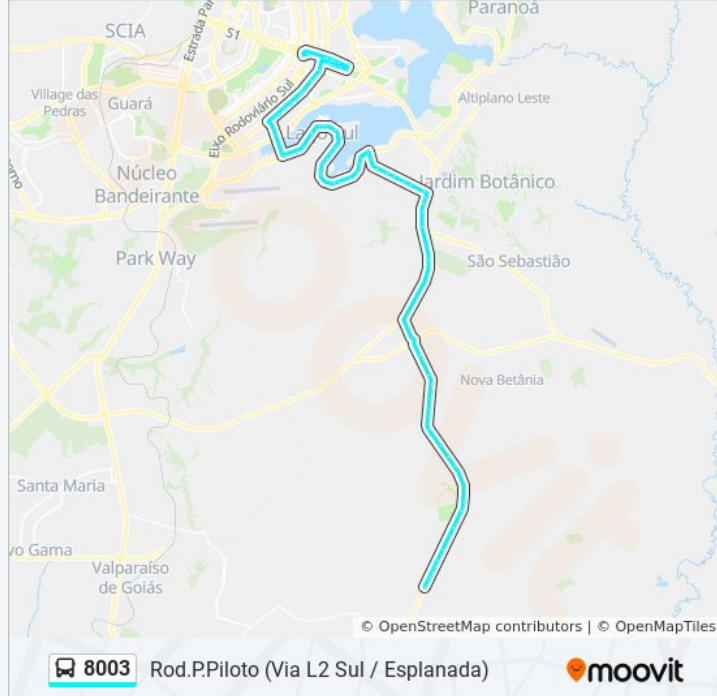 Paranoá
SCIA
Estrada Par
S1
Village das
Pedras
Guará
Eixo Rodoviário Sul
Altiplano Leste
Lago Sul
orno
Núcleo
Bandeirante
Jardim Botânico
Park Way
São Sebastião
Nova Betânia
Santa Maria
vo Gama
Valparaíso
de Goiás
© OpenStreetMap contributors | © OpenMapTiles
8003 Rod.P.Piloto (Via L2 Sul / Esplanada) moovit